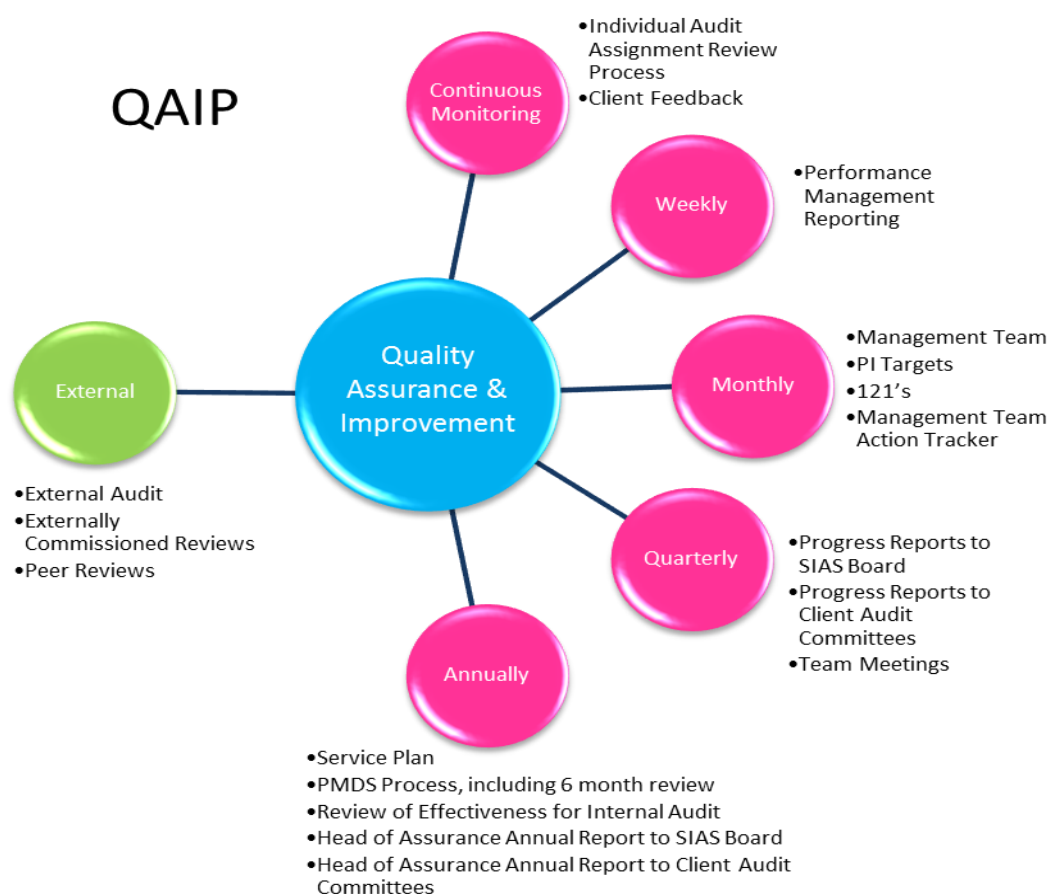 QAIP
Continuous
Monitoring
•Individual Audit
Assignment Review
Process
•Client Feedback
Weekly
•Performance
Management
Reporting
Monthly
•Management Team
•PI Targets
•121’s
•Management Team
Action Tracker
Quality
Assurance &
Improvement
External
•External Audit
•Externally
Commissioned Reviews
•Peer Reviews
Quarterly
•Progress Reports to
SIAS Board
•Progress Reports to
Client Audit
Committees
•Team Meetings
Annually
•Service Plan
•PMDS Process, including 6 month review
•Review of Effectiveness for Internal Audit
•Head of Assurance Annual Report to SIAS Board
•Head of Assurance Annual Report to Client Audit
Committees